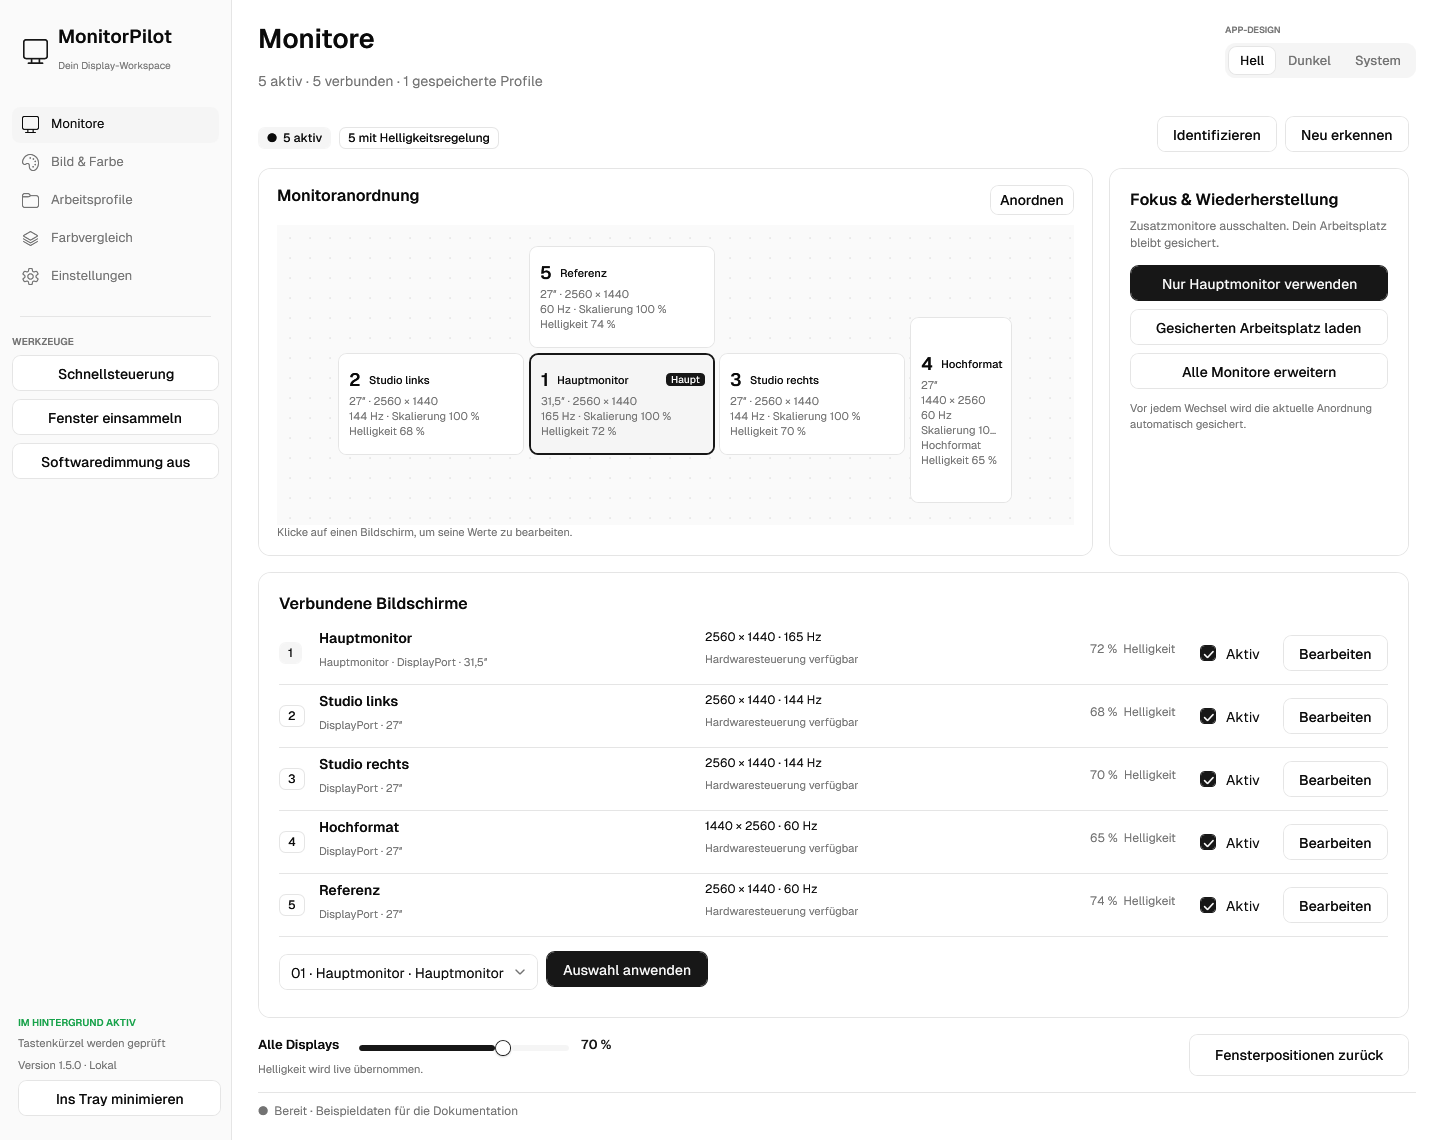 MonitorPilot
Dein Display-Workspace
Monitore
Bild & Farbe
Arbeitsprofile
Farbvergleich
Einstellungen
WERKZEUGE
Schnellsteuerung
Fenster einsammeln
Softwaredimmung aus
IM HINTERGRUND AKTIV
Tastenkürzel werden geprüft
Version 1.5.0 · Lokal
Ins Tray minimieren
Monitore
5 aktiv · 5 verbunden · 1 gespeicherte Profile
APP-DESIGN
Hell Dunkel System
5 aktiv 5 mit Helligkeitsregelung
Identifizieren Neu erkennen
Monitoranordnung
Anordnen
5 Referenz
27" · 2560 × 1440
60 Hz · Skalierung 100 %
Helligkeit 74 %
2 Studio links
27" · 2560 × 1440
144 Hz · Skalierung 100 %
Helligkeit 68 %
1 Hauptmonitor Haupt
31,5" · 2560 × 1440
165 Hz · Skalierung 100 %
Helligkeit 72 %
3 Studio rechts
27" · 2560 × 1440
144 Hz · Skalierung 100 %
Helligkeit 70 %
4 Hochformat
27"
1440 × 2560
60 Hz
Skalierung 10...
Hochformat
Helligkeit 65 %
Klicke auf einen Bildschirm, um seine Werte zu bearbeiten.
Fokus & Wiederherstellung
Zusatzmonitore ausschalten. Dein Arbeitsplatz
bleibt gesichert.
Nur Hauptmonitor verwenden
Gesicherten Arbeitsplatz laden
Alle Monitore erweitern
Vor jedem Wechsel wird die aktuelle Anordnung
automatisch gesichert.
Verbundene Bildschirme
1 Hauptmonitor 2560 × 1440 · 165 Hz 72 % Helligkeit Aktiv Bearbeiten
Hauptmonitor · DisplayPort · 31,5" Hardwaresteuerung verfügbar
2 Studio links 2560 × 1440 · 144 Hz 68 % Helligkeit Aktiv Bearbeiten
DisplayPort · 27" Hardwaresteuerung verfügbar
3 Studio rechts 2560 × 1440 · 144 Hz 70 % Helligkeit Aktiv Bearbeiten
DisplayPort · 27" Hardwaresteuerung verfügbar
4 Hochformat 1440 × 2560 · 60 Hz 65 % Helligkeit Aktiv Bearbeiten
DisplayPort · 27" Hardwaresteuerung verfügbar
5 Referenz 2560 × 1440 · 60 Hz 74 % Helligkeit Aktiv Bearbeiten
DisplayPort · 27" Hardwaresteuerung verfügbar
01 · Hauptmonitor · Hauptmonitor Auswahl anwenden
Alle Displays 70 %
Helligkeit wird live übernommen.
Fensterpositionen zurück
Bereit · Beispieldaten für die Dokumentation